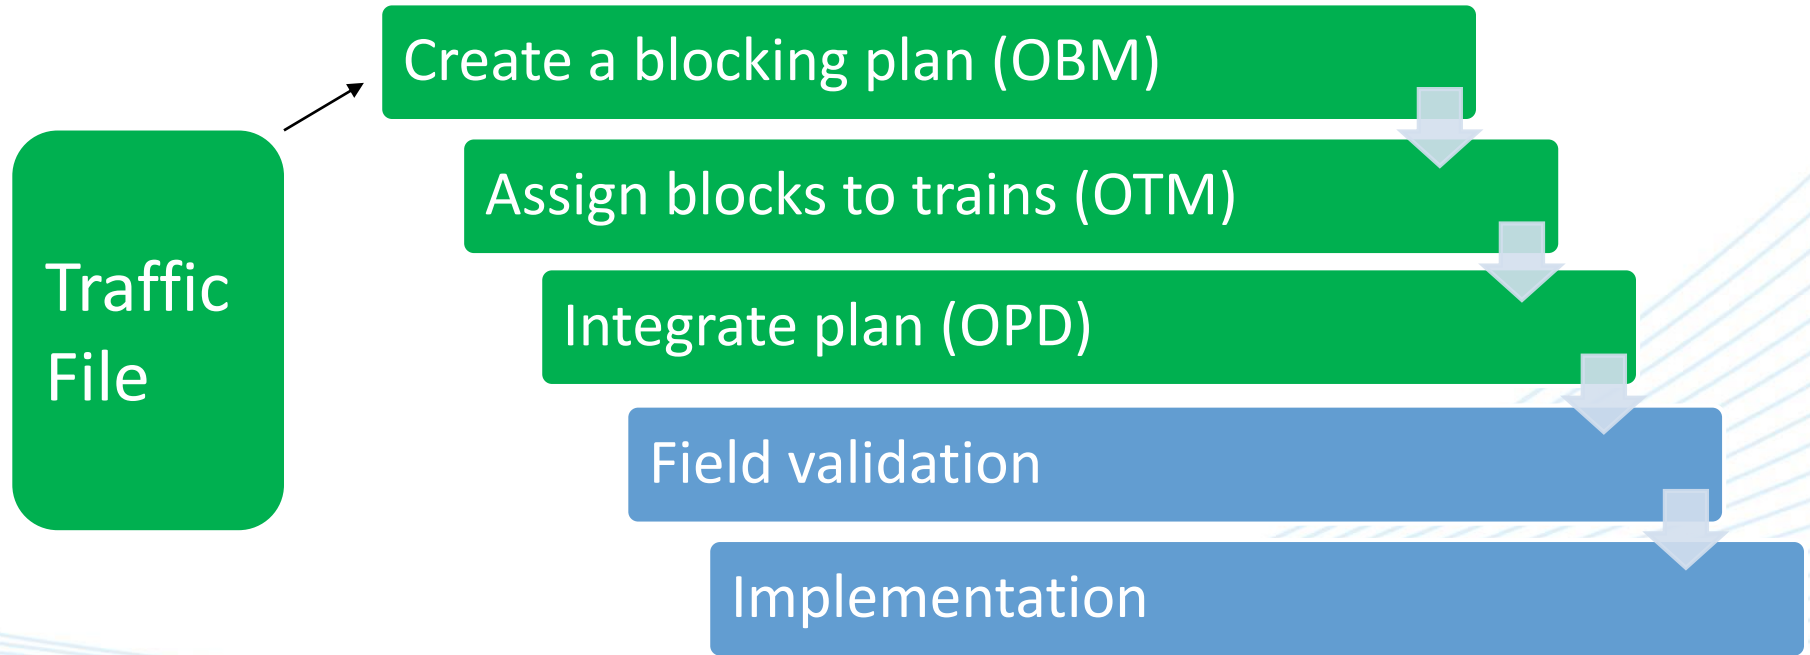 Create a blocking plan (OBM)
Assign blocks to trains (OTM)
Traffic
File
Integrate plan (OPD)
Field validation
Implementation